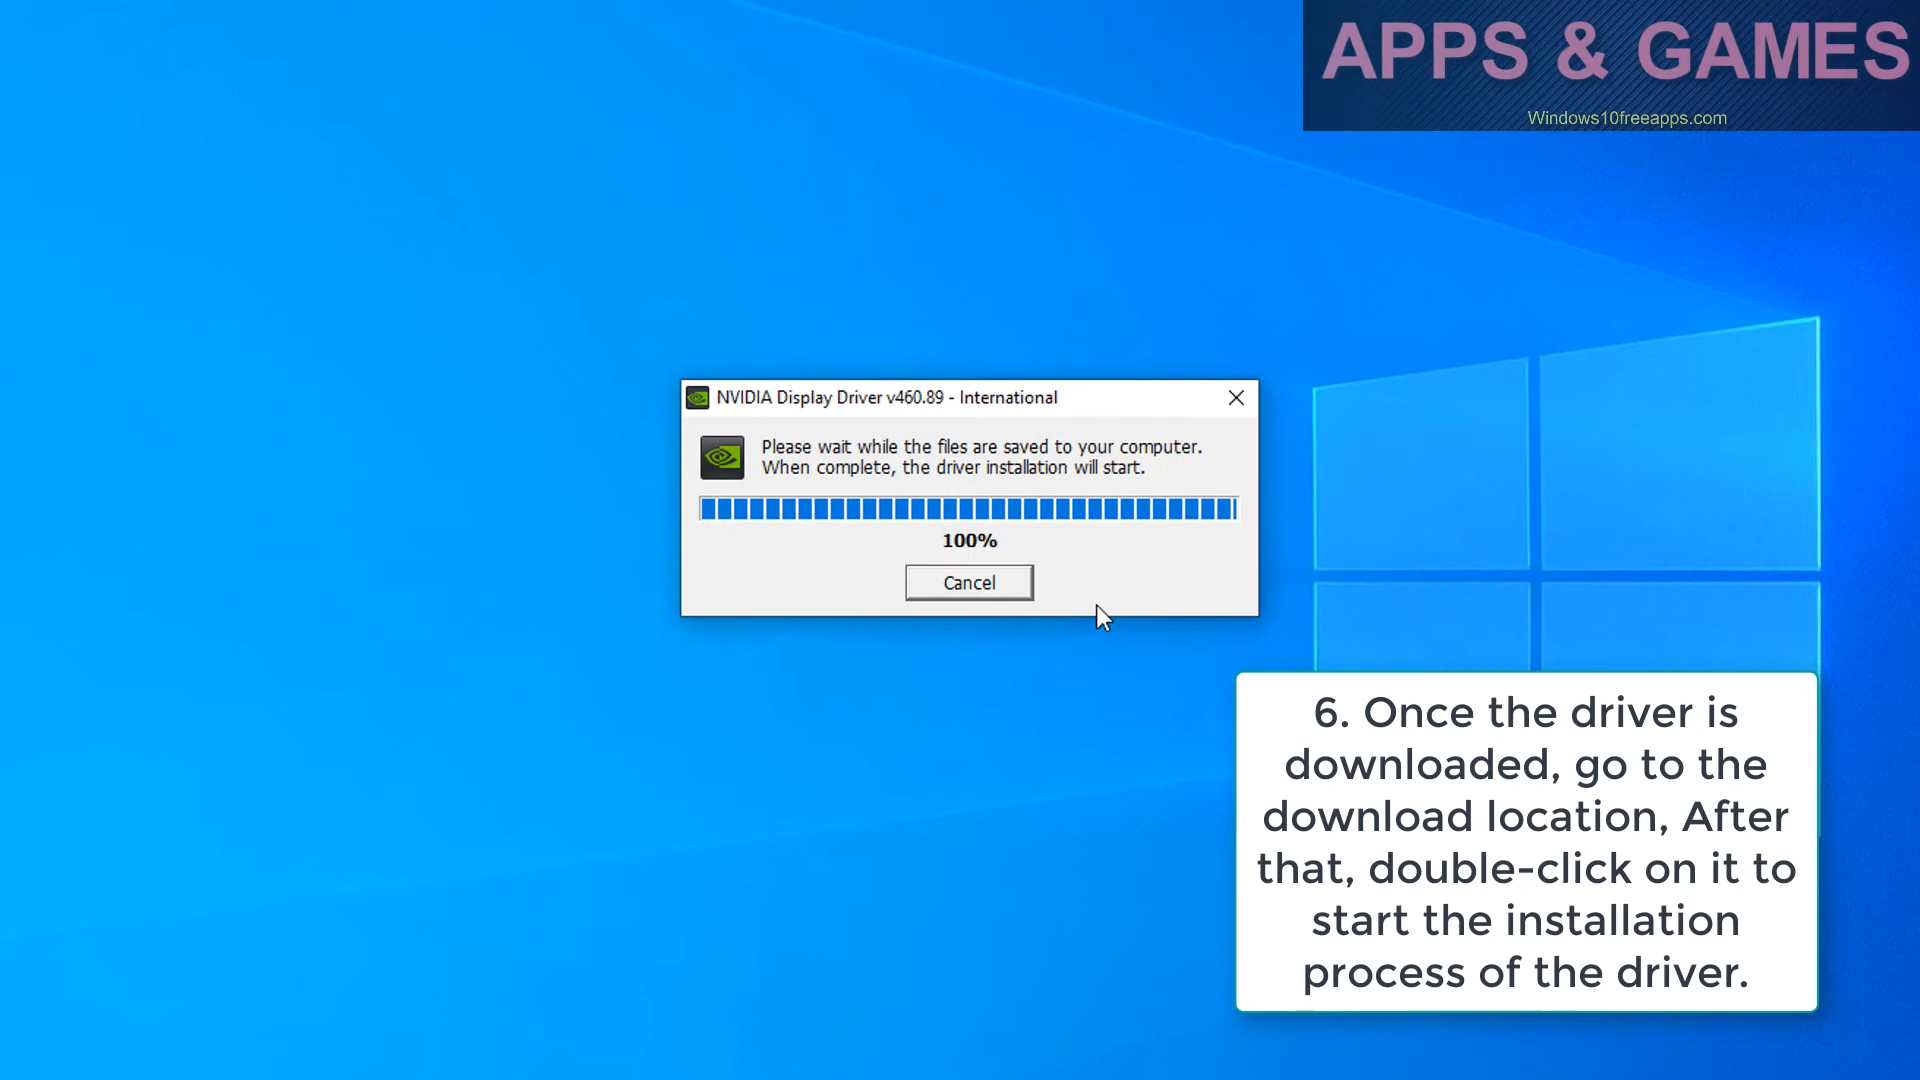 APPS & GAMES
Windows10freeapps.com
NVIDIA Display Driver v460.89 - International
Please wait while the files are saved to your computer.
When complete, the driver installation will start.
100%
Cancel
6. Once the driver is
downloaded, go to the
download location, After
that, double-click on it to
start the installation
process of the driver.